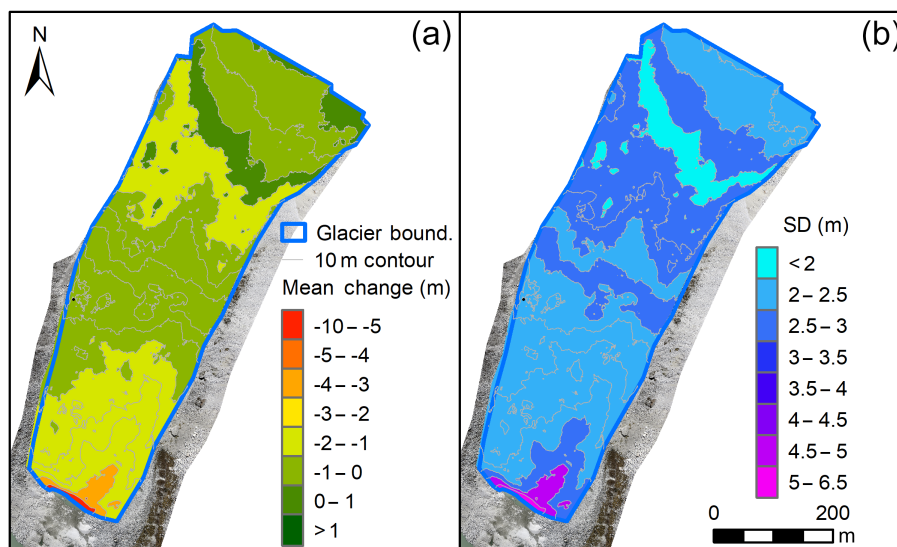 N
(a)
Glacier bound.
10 m contour
Mean change (m)
-10 – -5
-5 – -4
-4 – -3
-3 – -2
-2 – -1
-1 – 0
0 – 1
> 1
(b)
SD (m)
< 2
2 – 2.5
2.5 – 3
3 – 3.5
3.5 – 4
4 – 4.5
4.5 – 5
5 – 6.5
0 200
m